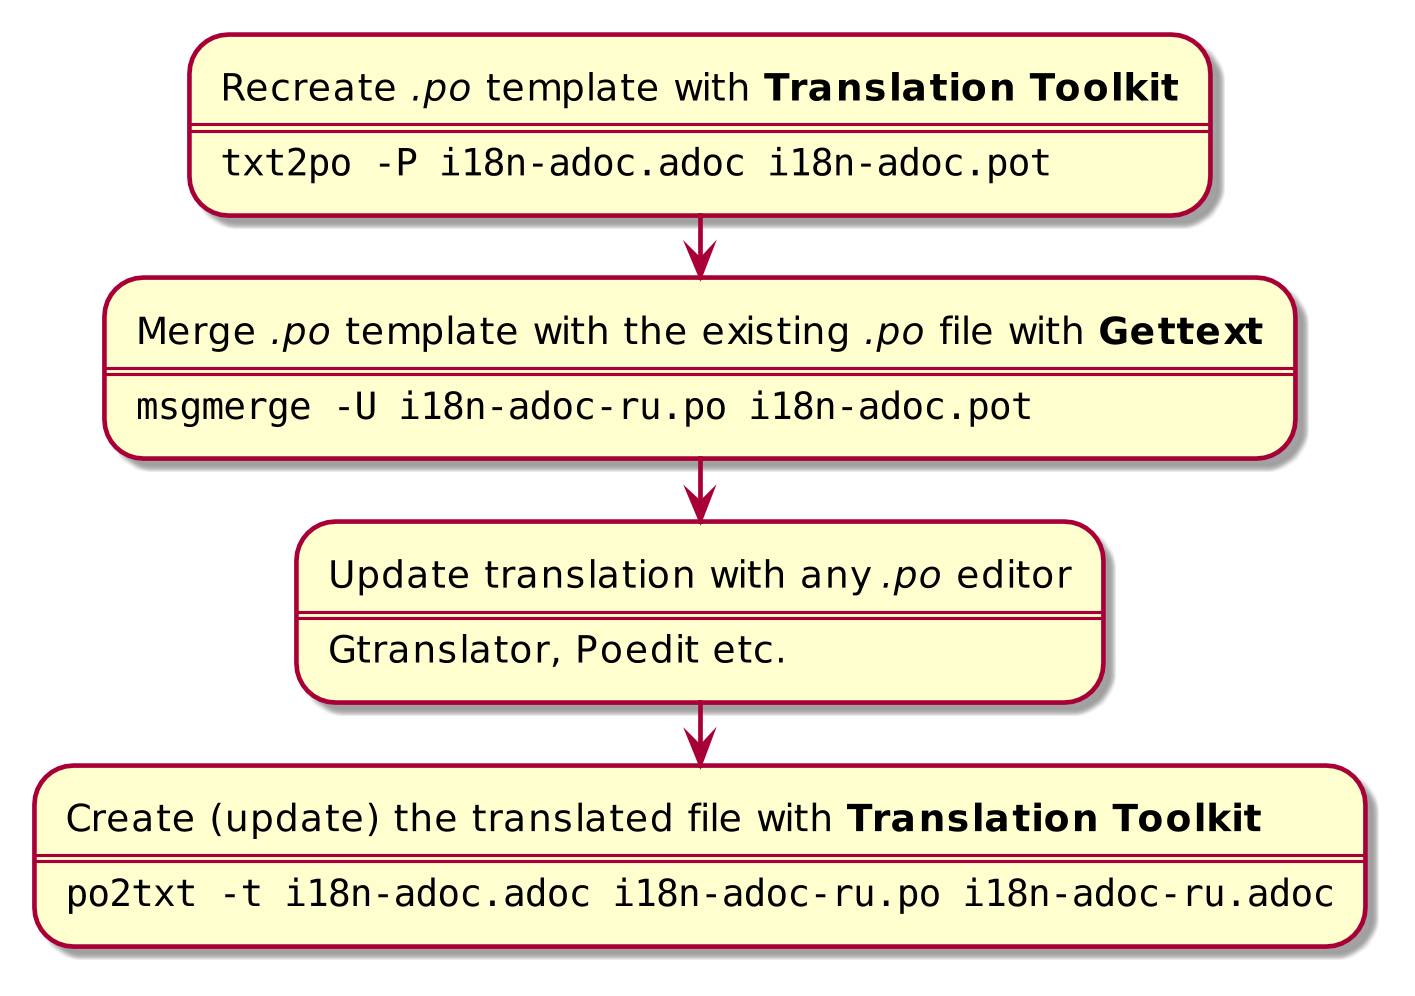 Recreate .po template with Translation Toolkit
txt2po -P i18n-adoc.adoc i18n-adoc.pot
Merge .po template with the existing .po file with Gettext
msgmerge -U i18n-adoc-ru.po i18n-adoc.pot
Update translation with any .po editor
Gtranslator, Poedit etc.
Create (update) the translated file with Translation Toolkit
po2txt -t i18n-adoc.adoc i18n-adoc-ru.po i18n-adoc-ru.adoc